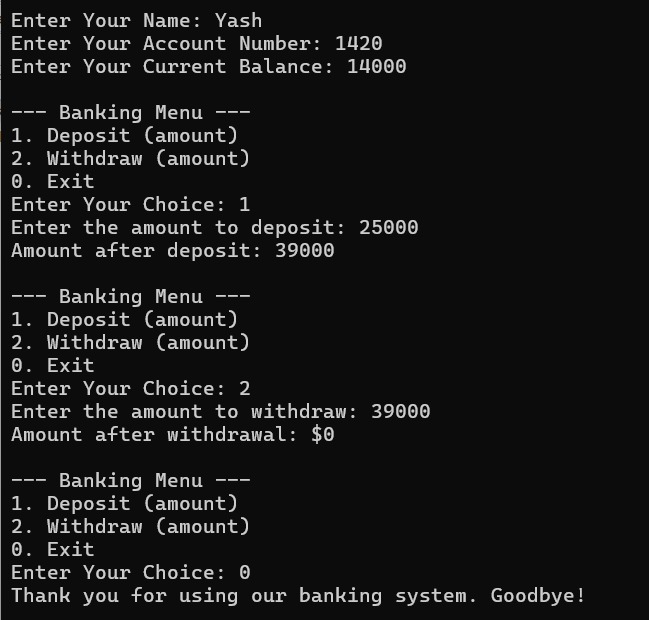 Enter Your Name: Yash
Enter Your Account Number: 1420
Enter Your Current Balance: 14000

--- Banking Menu ---
1. Deposit (amount)
2. Withdraw (amount)
0. Exit
Enter Your Choice: 1
Enter the amount to deposit: 25000
Amount after deposit: 39000

--- Banking Menu ---
1. Deposit (amount)
2. Withdraw (amount)
0. Exit
Enter Your Choice: 2
Enter the amount to withdraw: 39000
Amount after withdrawal: $0

--- Banking Menu ---
1. Deposit (amount)
2. Withdraw (amount)
0. Exit
Enter Your Choice: 0
Thank you for using our banking system. Goodbye!